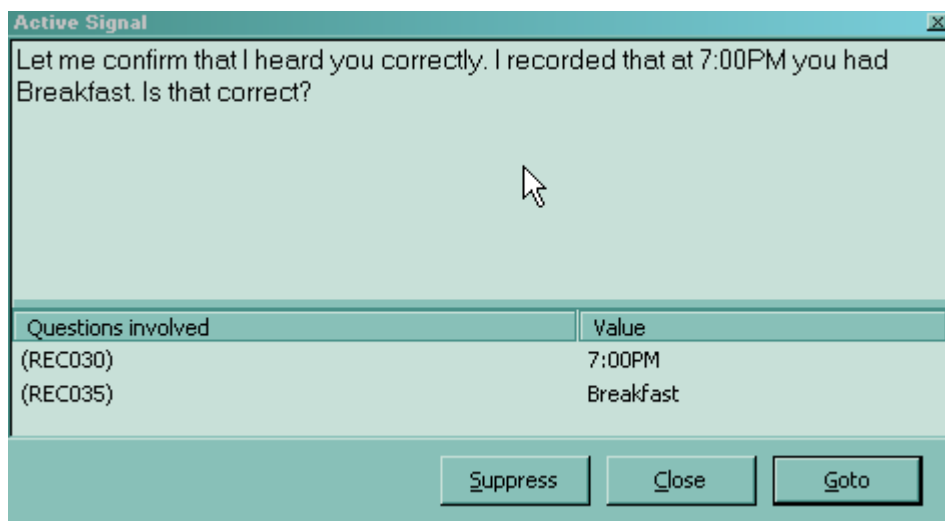 Active Signal
Let me confirm that I heard you correctly. I recorded that at 7:00PM you had
Breakfast. Is that correct?
Questions involved Value
(REC030) 7:00PM
(REC035) Breakfast
Suppress Close Goto